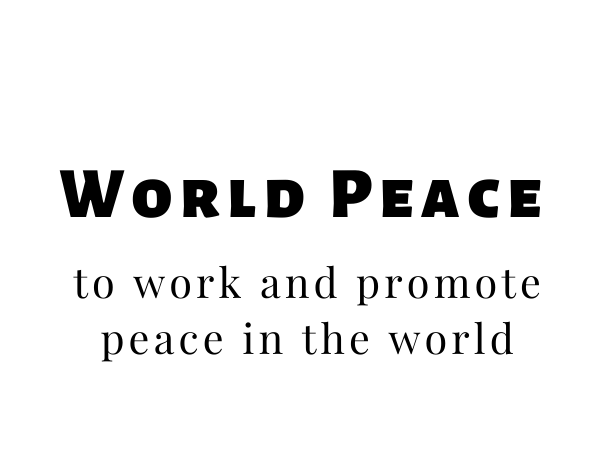 World Peace
to work and promote
peace in the world